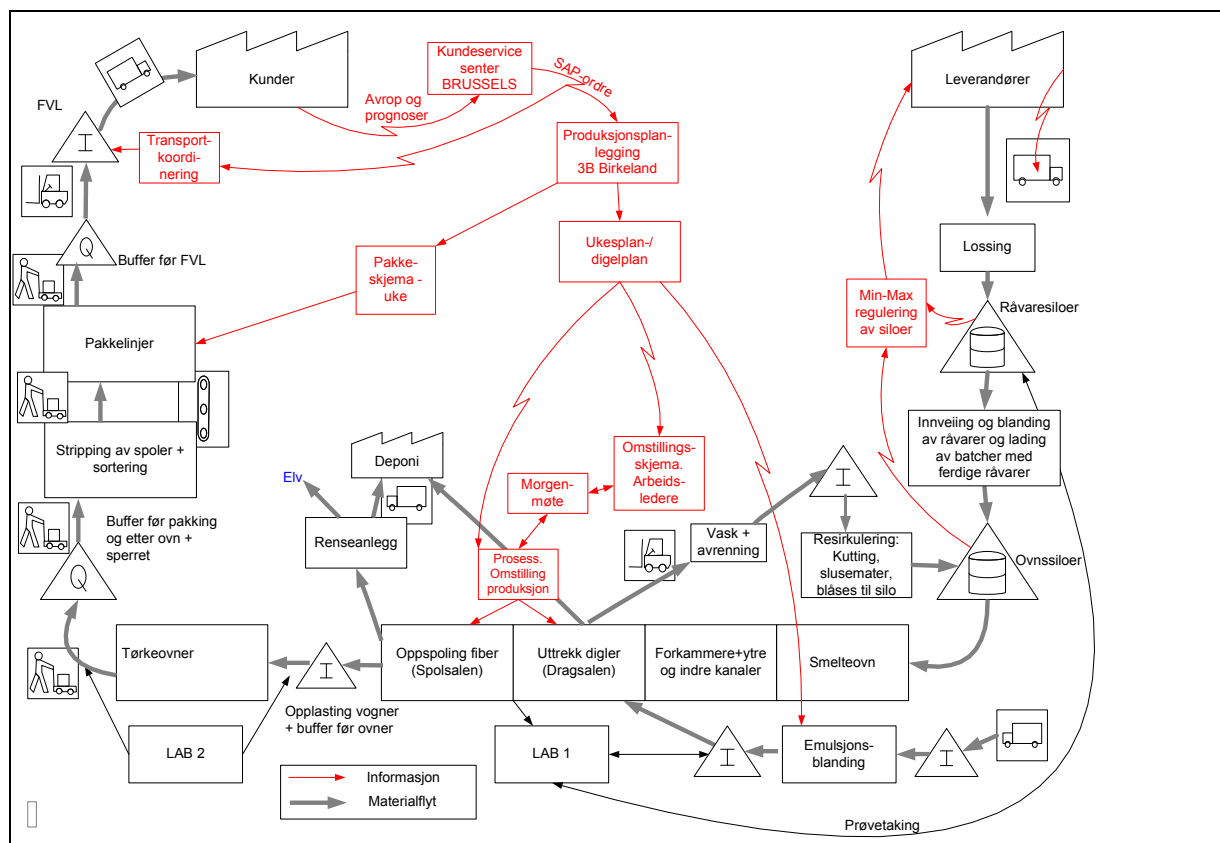 Kunder
Kundeservice
senter
BRUSSELS
SAP-ordre
Leverandører
FVL
Avrop og
prognoser
Transport-
koordi-
nering
Produksjonsplan-
legging
3B Birkeland
I
Lossing
Ukesplan-/
digelplan
Q
Buffer før FVL
Pakke-
skjema -
uke
Min-Max
regulering
av siloer
Råvaresiloer
Pakkelinjer
Innveiing og blanding
av råvarer og lading
av batcher med
ferdige råvarer
Stripping av spoler +
sortering
Deponi
Omstillings-
skjema.
Arbeids-
ledere
I
Elv
Morgen-
møte
Buffer før pakking
og etter ovn +
sperret
Renseanlegg
Vask +
avrenning
Resirkulering:
Kutting,
slusemater,
blåses til silo
Ovnssiloer
Q
Prosess.
Omstilling
produksjon
Tørkeovner
I
Oppspoling fiber
(Spolsalen)
Uttrekk digler
(Dragsalen)
Forkammere+ytre
og indre kanaler
Smelteovn
Opplasting vogner
+ buffer før ovner
LAB 2
LAB 1
I
Emulsjons-
blanding
I
Informasjon
Materialflyt
Prøvetaking